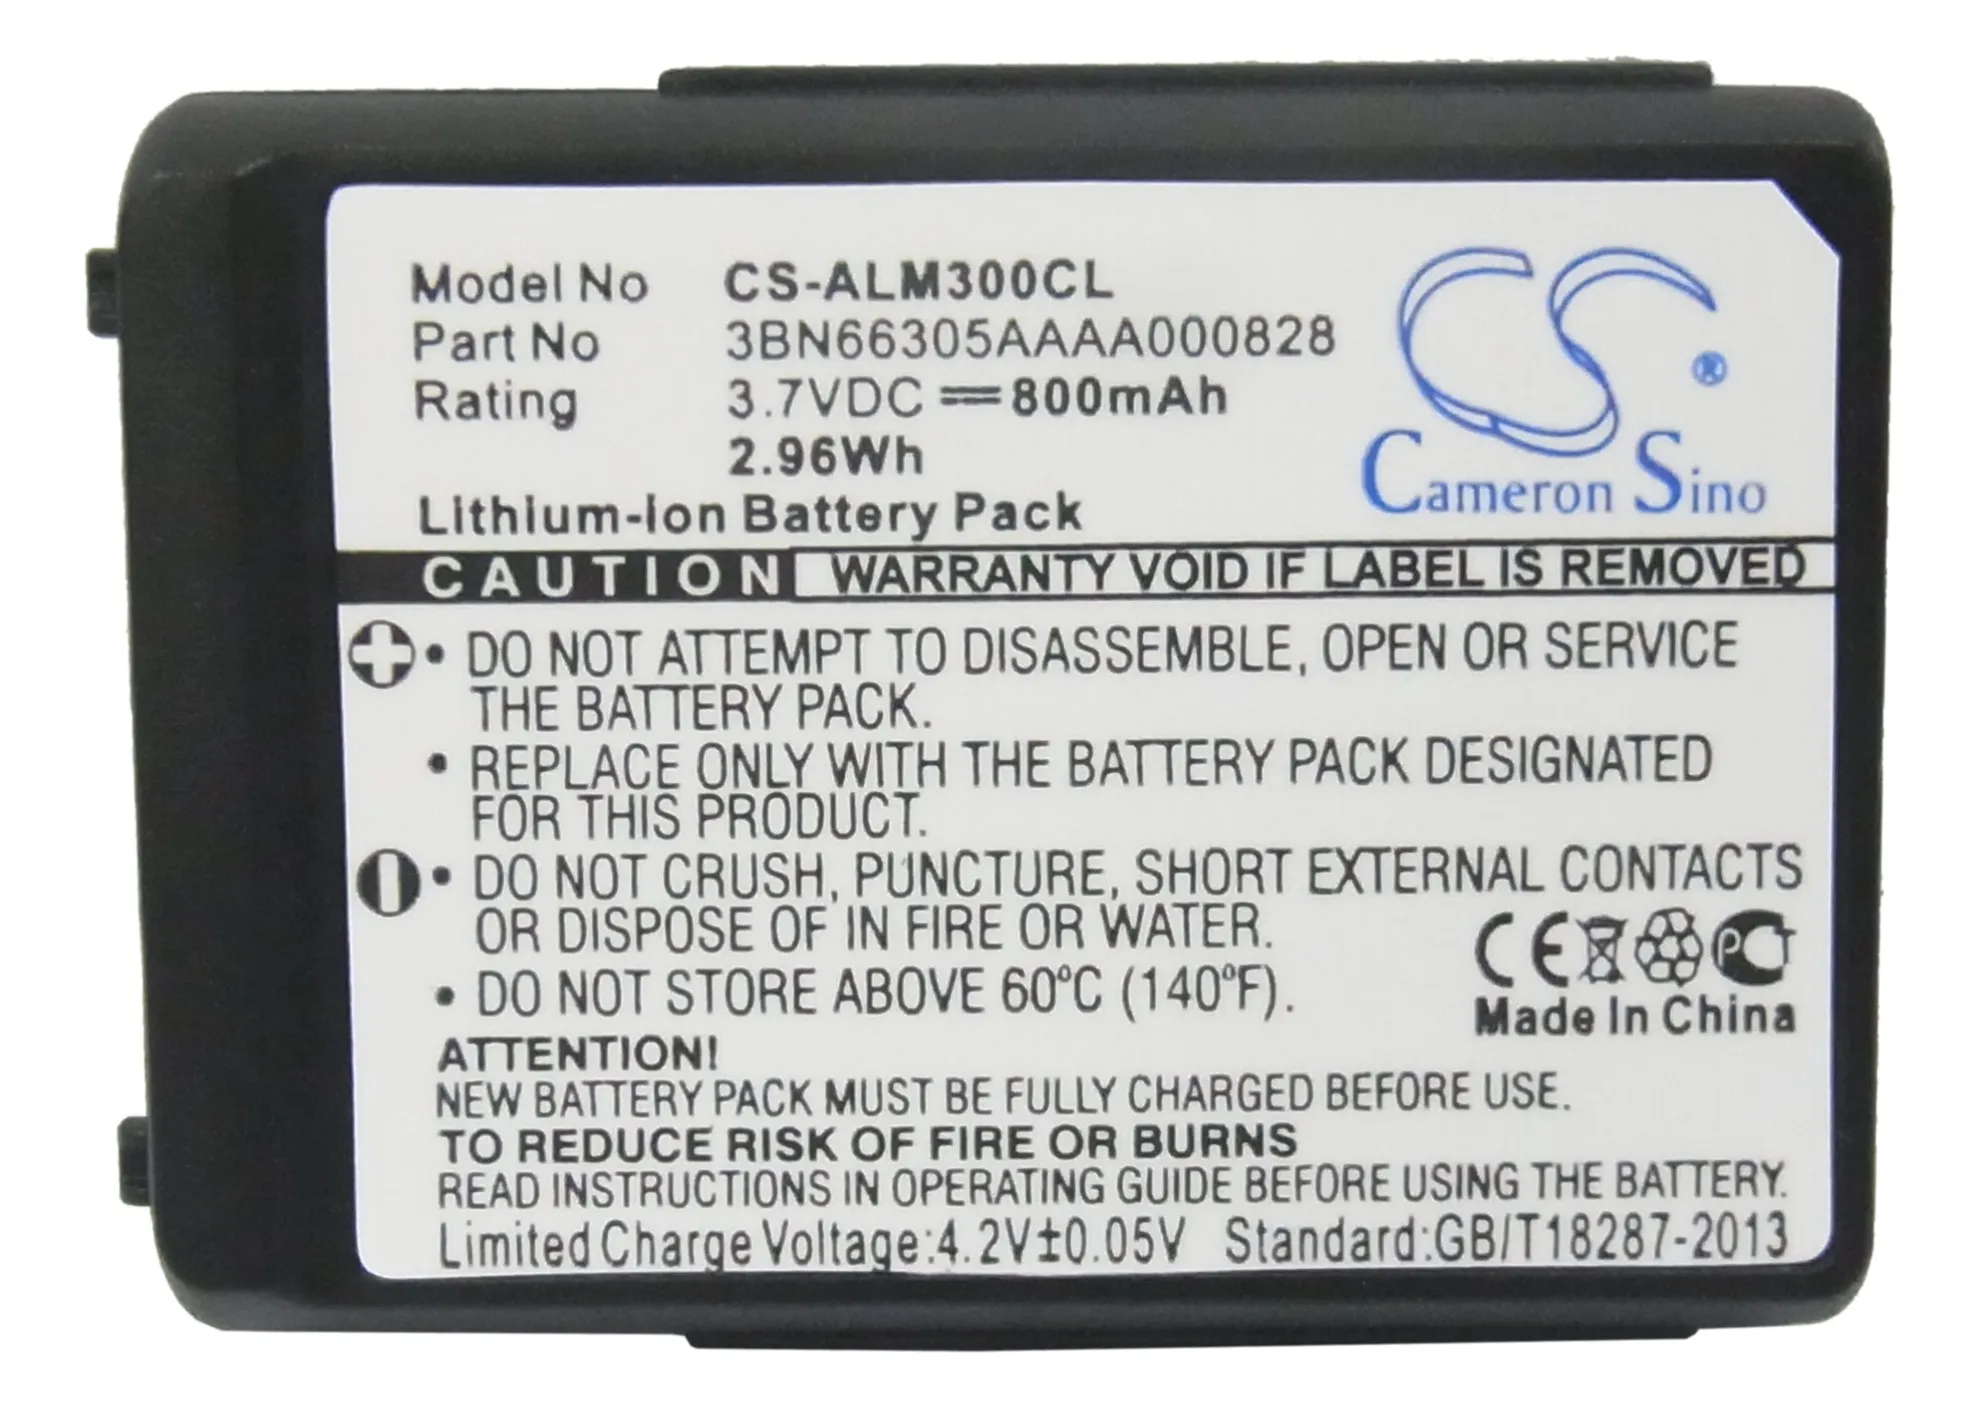 Model No CS-ALM300CL
Part No 3BN66305AAAA000828
Rating 3.7VDC ⎓ 800mAh
2.96Wh
Lithium-Ion Battery Pack
CS
®
Cameron Sino
CAUTION WARRANTY VOID IF LABEL IS REMOVED
• DO NOT ATTEMPT TO DISASSEMBLE, OPEN OR SERVICE
THE BATTERY PACK.
• REPLACE ONLY WITH THE BATTERY PACK DESIGNATED
FOR THIS PRODUCT.
• DO NOT CRUSH, PUNCTURE, SHORT EXTERNAL CONTACTS
OR DISPOSE OF IN FIRE OR WATER.
• DO NOT STORE ABOVE 60ºC (140ºF).
CE PCT
Made In China
ATTENTION!
NEW BATTERY PACK MUST BE FULLY CHARGED BEFORE USE.
TO REDUCE RISK OF FIRE OR BURNS
READ INSTRUCTIONS IN OPERATING GUIDE BEFORE USING THE BATTERY.
Limited Charge Voltage:4.2V±0.05V Standard:GB/T18287-2013